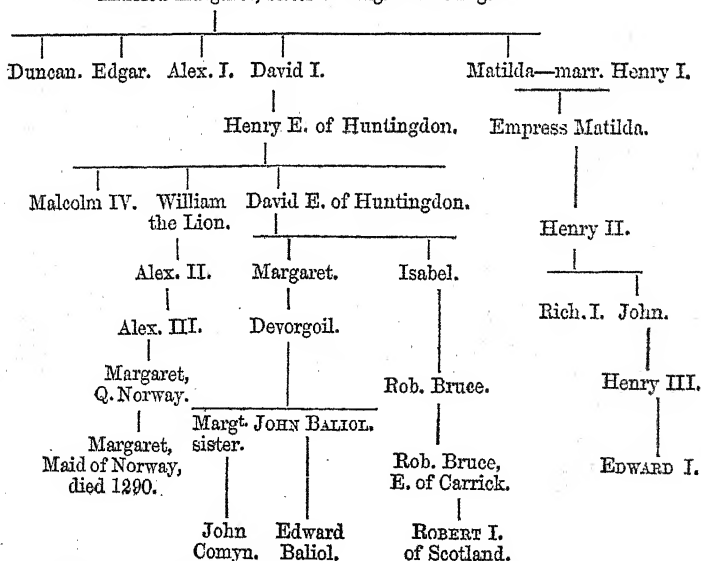 Duncan. Edgar. Alex. I. David I. Matilda—marr. Henry I.
Henry E. of Huntingdon. Empress Matilda.
Malcolm IV. William the Lion. David E. of Huntingdon.
Henry II.
Alex. II. Margaret. Isabel.
Rich. I. John.
Alex. III. Devorgoil.
Margaret,
Q. Norway.
Rob. Bruce.
Henry III.
Margt. sister. JOHN BALIOL.
Margaret,
Maid of Norway,
died 1290.
Rob. Bruce,
E. of Carrick.
EDWARD I.
John
Comyn.
Edward
Baliol.
ROBERT I.
of Scotland.